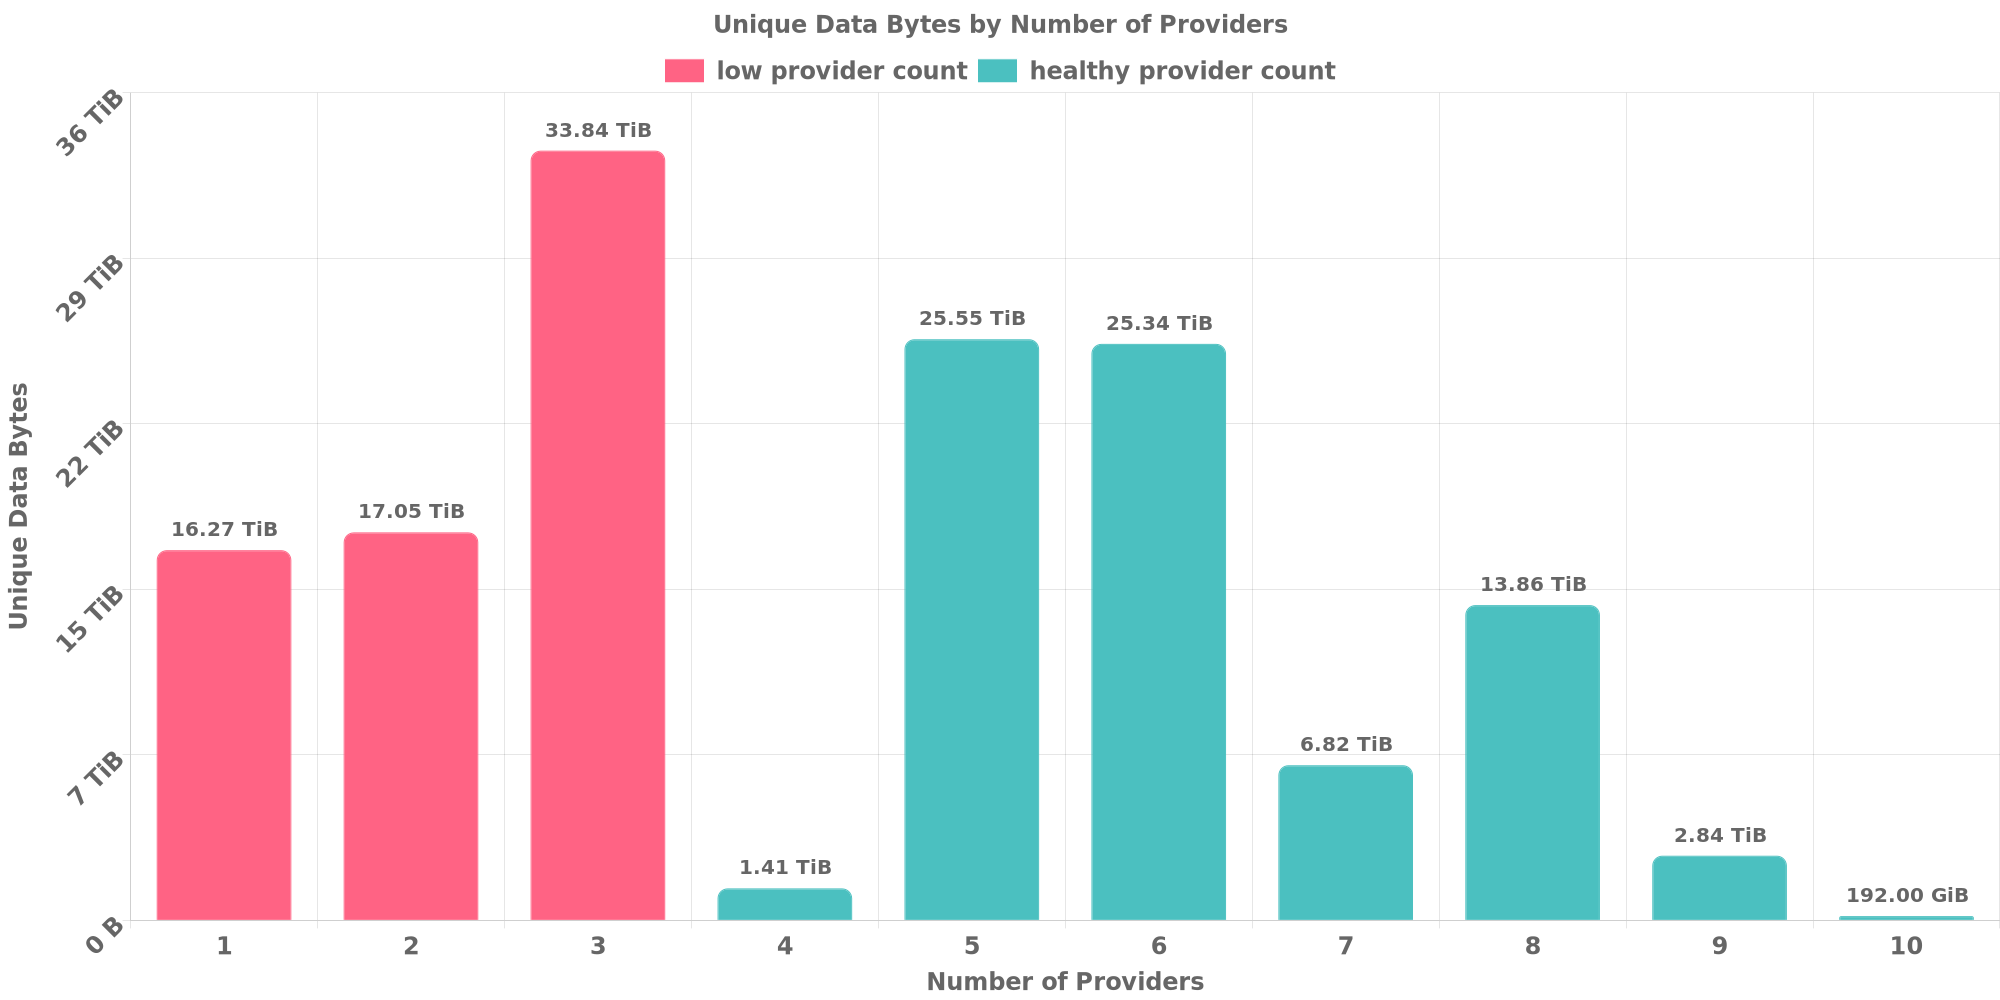 Unique Data Bytes by Number of Providers
low provider count
healthy provider count
Unique Data Bytes
36 TiB
29 TiB
22 TiB
15 TiB
7 TiB
0 B
16.27 TiB
17.05 TiB
33.84 TiB
1.41 TiB
25.55 TiB
25.34 TiB
6.82 TiB
13.86 TiB
2.84 TiB
192.00 GiB
1 2 3 4 5 6 7 8 9 10
Number of Providers